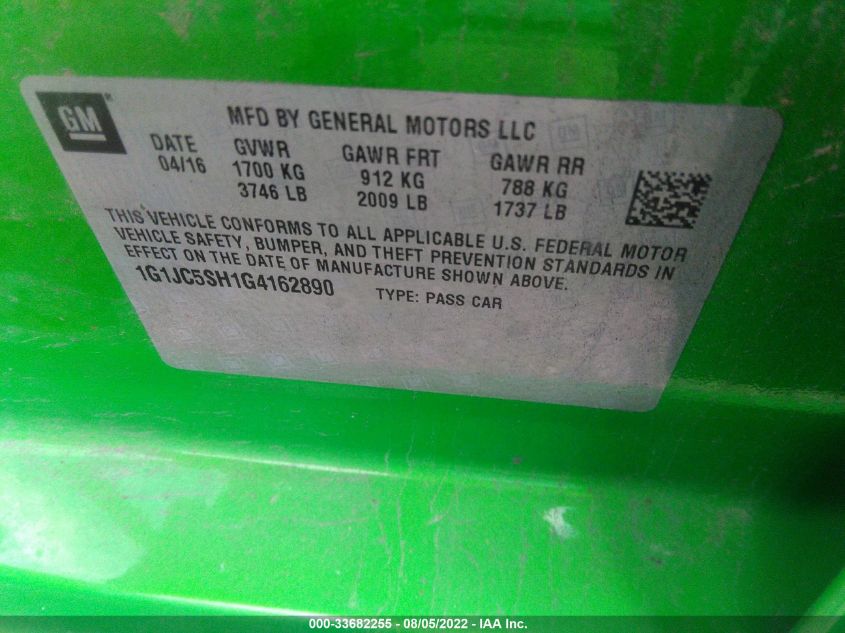 GM
MFD BY GENERAL MOTORS LLC
DATE GVWR GAWR FRT GAWR RR
04/16 1700 KG 912 KG 788 KG
3746 LB 2009 LB 1737 LB
THIS VEHICLE CONFORMS TO ALL APPLICABLE U.S. FEDERAL MOTOR
VEHICLE SAFETY, BUMPER, AND THEFT PREVENTION STANDARDS IN
EFFECT ON THE DATE OF MANUFACTURE SHOWN ABOVE.
1G1JC5SH1G4162890 TYPE: PASS CAR
000-33682255 - 08/05/2022 - IAA Inc.